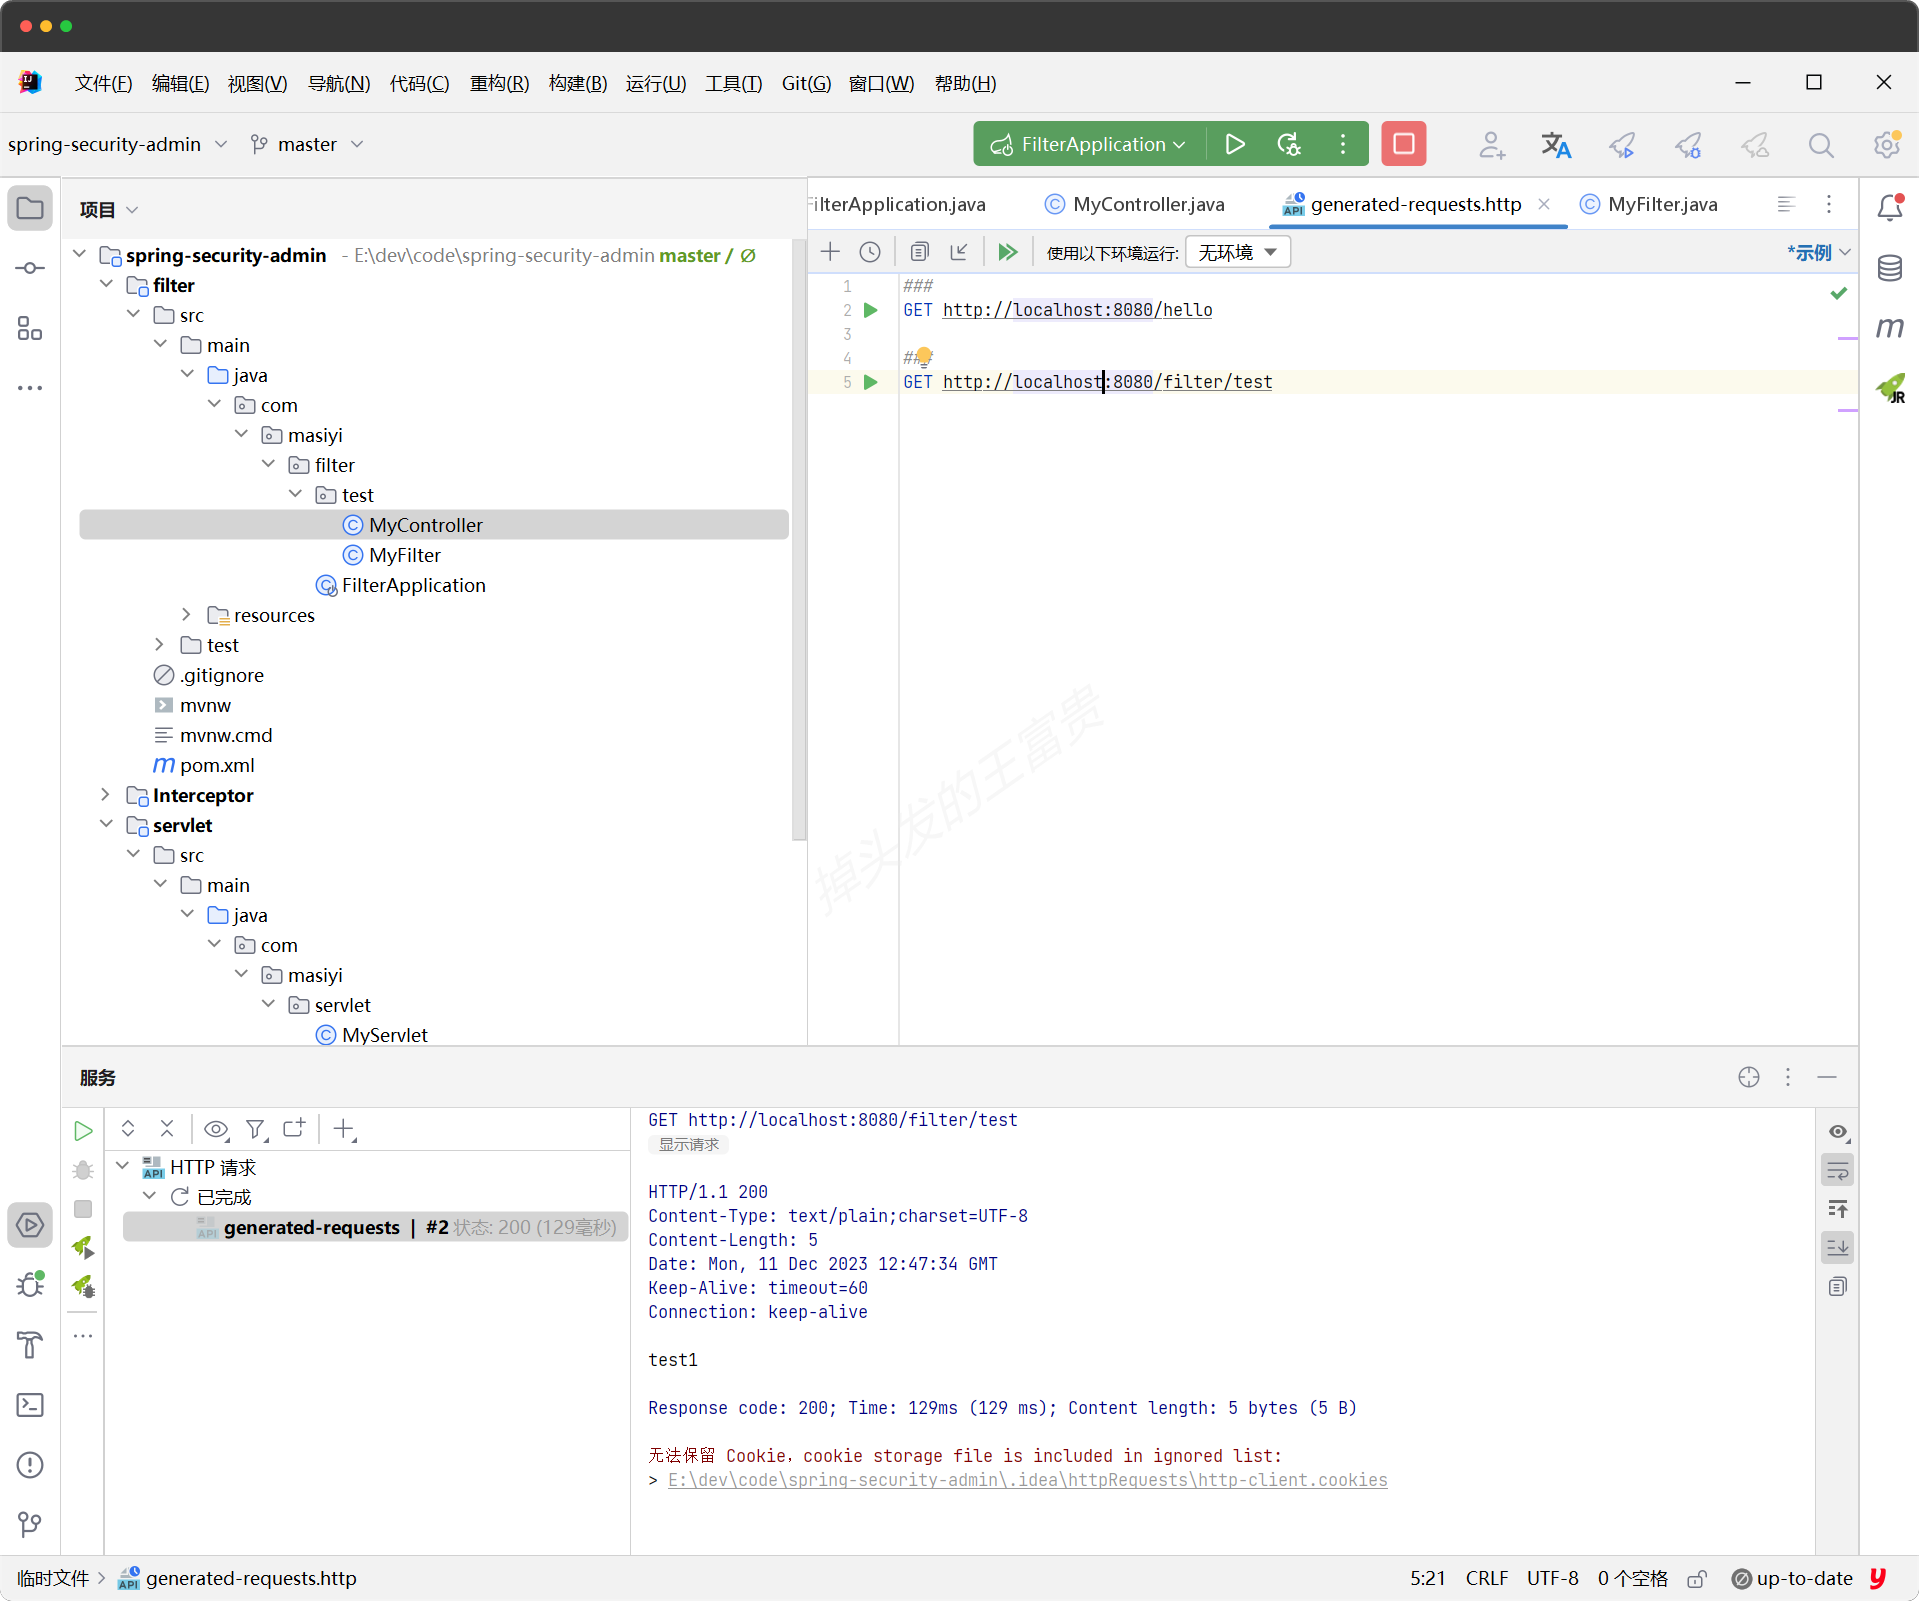 文件(F) 编辑(E) 视图(V) 导航(N) 代码(C) 重构(R) 构建(B) 运行(U) 工具(T) Git(G) 窗口(W) 帮助(H)
spring-security-admin master FilterApplication
项目
FilterApplication.java MyController.java generated-requests.http MyFilter.java
使用以下环境运行: 无环境 *示例
spring-security-admin - E:\dev\code\spring-security-admin master / Ø
filter
src
main
java
com
masiyi
filter
test
MyController
MyFilter
FilterApplication
resources
test
.gitignore
mvnw
mvnw.cmd
pom.xml
Interceptor
servlet
src
main
java
com
masiyi
servlet
MyServlet
1 ###
2 GET http://localhost:8080/hello
3
4 ###
5 GET http://localhost:8080/filter/test
掉头发的王富贵
服务
HTTP 请求
已完成
generated-requests | #2 状态: 200 (129毫秒)
GET http://localhost:8080/filter/test
显示请求
HTTP/1.1 200
Content-Type: text/plain;charset=UTF-8
Content-Length: 5
Date: Mon, 11 Dec 2023 12:47:34 GMT
Keep-Alive: timeout=60
Connection: keep-alive
test1
Response code: 200; Time: 129ms (129 ms); Content length: 5 bytes (5 B)
无法保留 Cookie，cookie storage file is included in ignored list:
> E:\dev\code\spring-security-admin\.idea\httpRequests\http-client.cookies
临时文件 > generated-requests.http 5:21 CRLF UTF-8 0 个空格 up-to-date